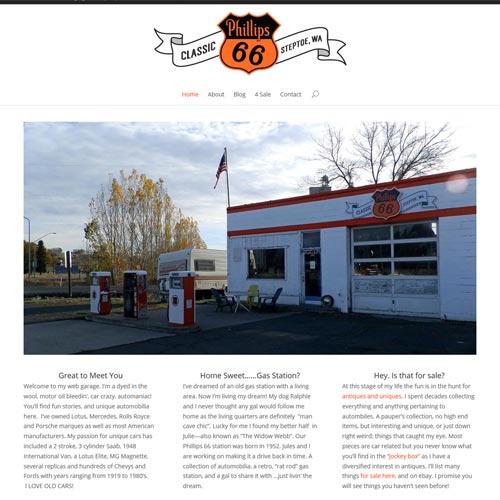 Phillips
66
CLASSIC
STEPTOE, WA
Home
About
Blog
4 Sale
Contact
Phillips
66
CLASSIC
STEPTOE, WA
Great to Meet You
Welcome to my web garage. I'm a dyed in the
wool, motor oil bleedin', car crazy, automaniac!
You'll find fun stories, and unique automobilia
here. I've owned Lotus, Mercedes, Rolls Royce
and Porsche marques as well as most American
manufacturers. My passion for unique cars has
included a 2 stroke, 3 cylinder Saab, 1948
International Van, a Lotus Elite, MG Magnette,
several replicas and hundreds of Chevys and
Fords with years ranging from 1919 to 1980's.
I LOVE OLD CARS!
Home Sweet......Gas Station?
I've dreamed of an old gas station with a living
area. Now I'm living my dream! My dog Ralphie
and I never thought any gal would follow me
home as the living quarters are definitely "man
cave chic". Lucky for me I found my better half in
Julie—also known as "The Widow Webb". Our
Phillips 66 station was born in 1952. Jules and I
are working on making it a drive back in time. A
collection of automobilia, a retro, "rat rod" gas
station, and a gal to share it with ...just livin' the
dream.
Hey. Is that for sale?
At this stage of my life the fun is in the hunt for
antiques and uniques. I spent decades collecting
everything and anything pertaining to
automobiles. A pauper's collection, no high end
items, but interesting and unique, or just down
right weird; things that caught my eye. Most
pieces are car related but you never know what
you'll find in the "jockey box" as I have a
diversified interest in antiques. I'll list many
things for sale here, and on ebay. I promise you
will see things you haven't seen before!